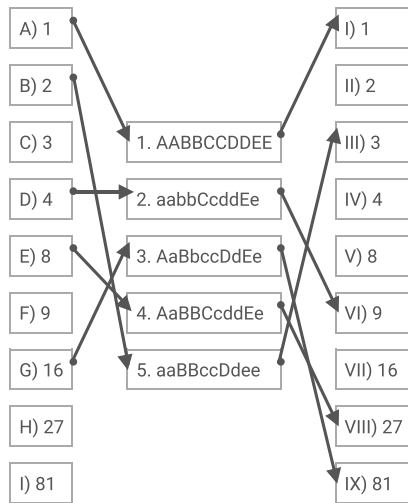 A) 1
B) 2
C) 3
D) 4
E) 8
F) 9
G) 16
H) 27
I) 81
1. AABBCCDDEE
2. aabbCcddEe
3. AaBbccDdEe
4. AaBBCcddEe
5. aaBBccDdee
I) 1
II) 2
III) 3
IV) 4
V) 8
VI) 9
VII) 16
VIII) 27
IX) 81